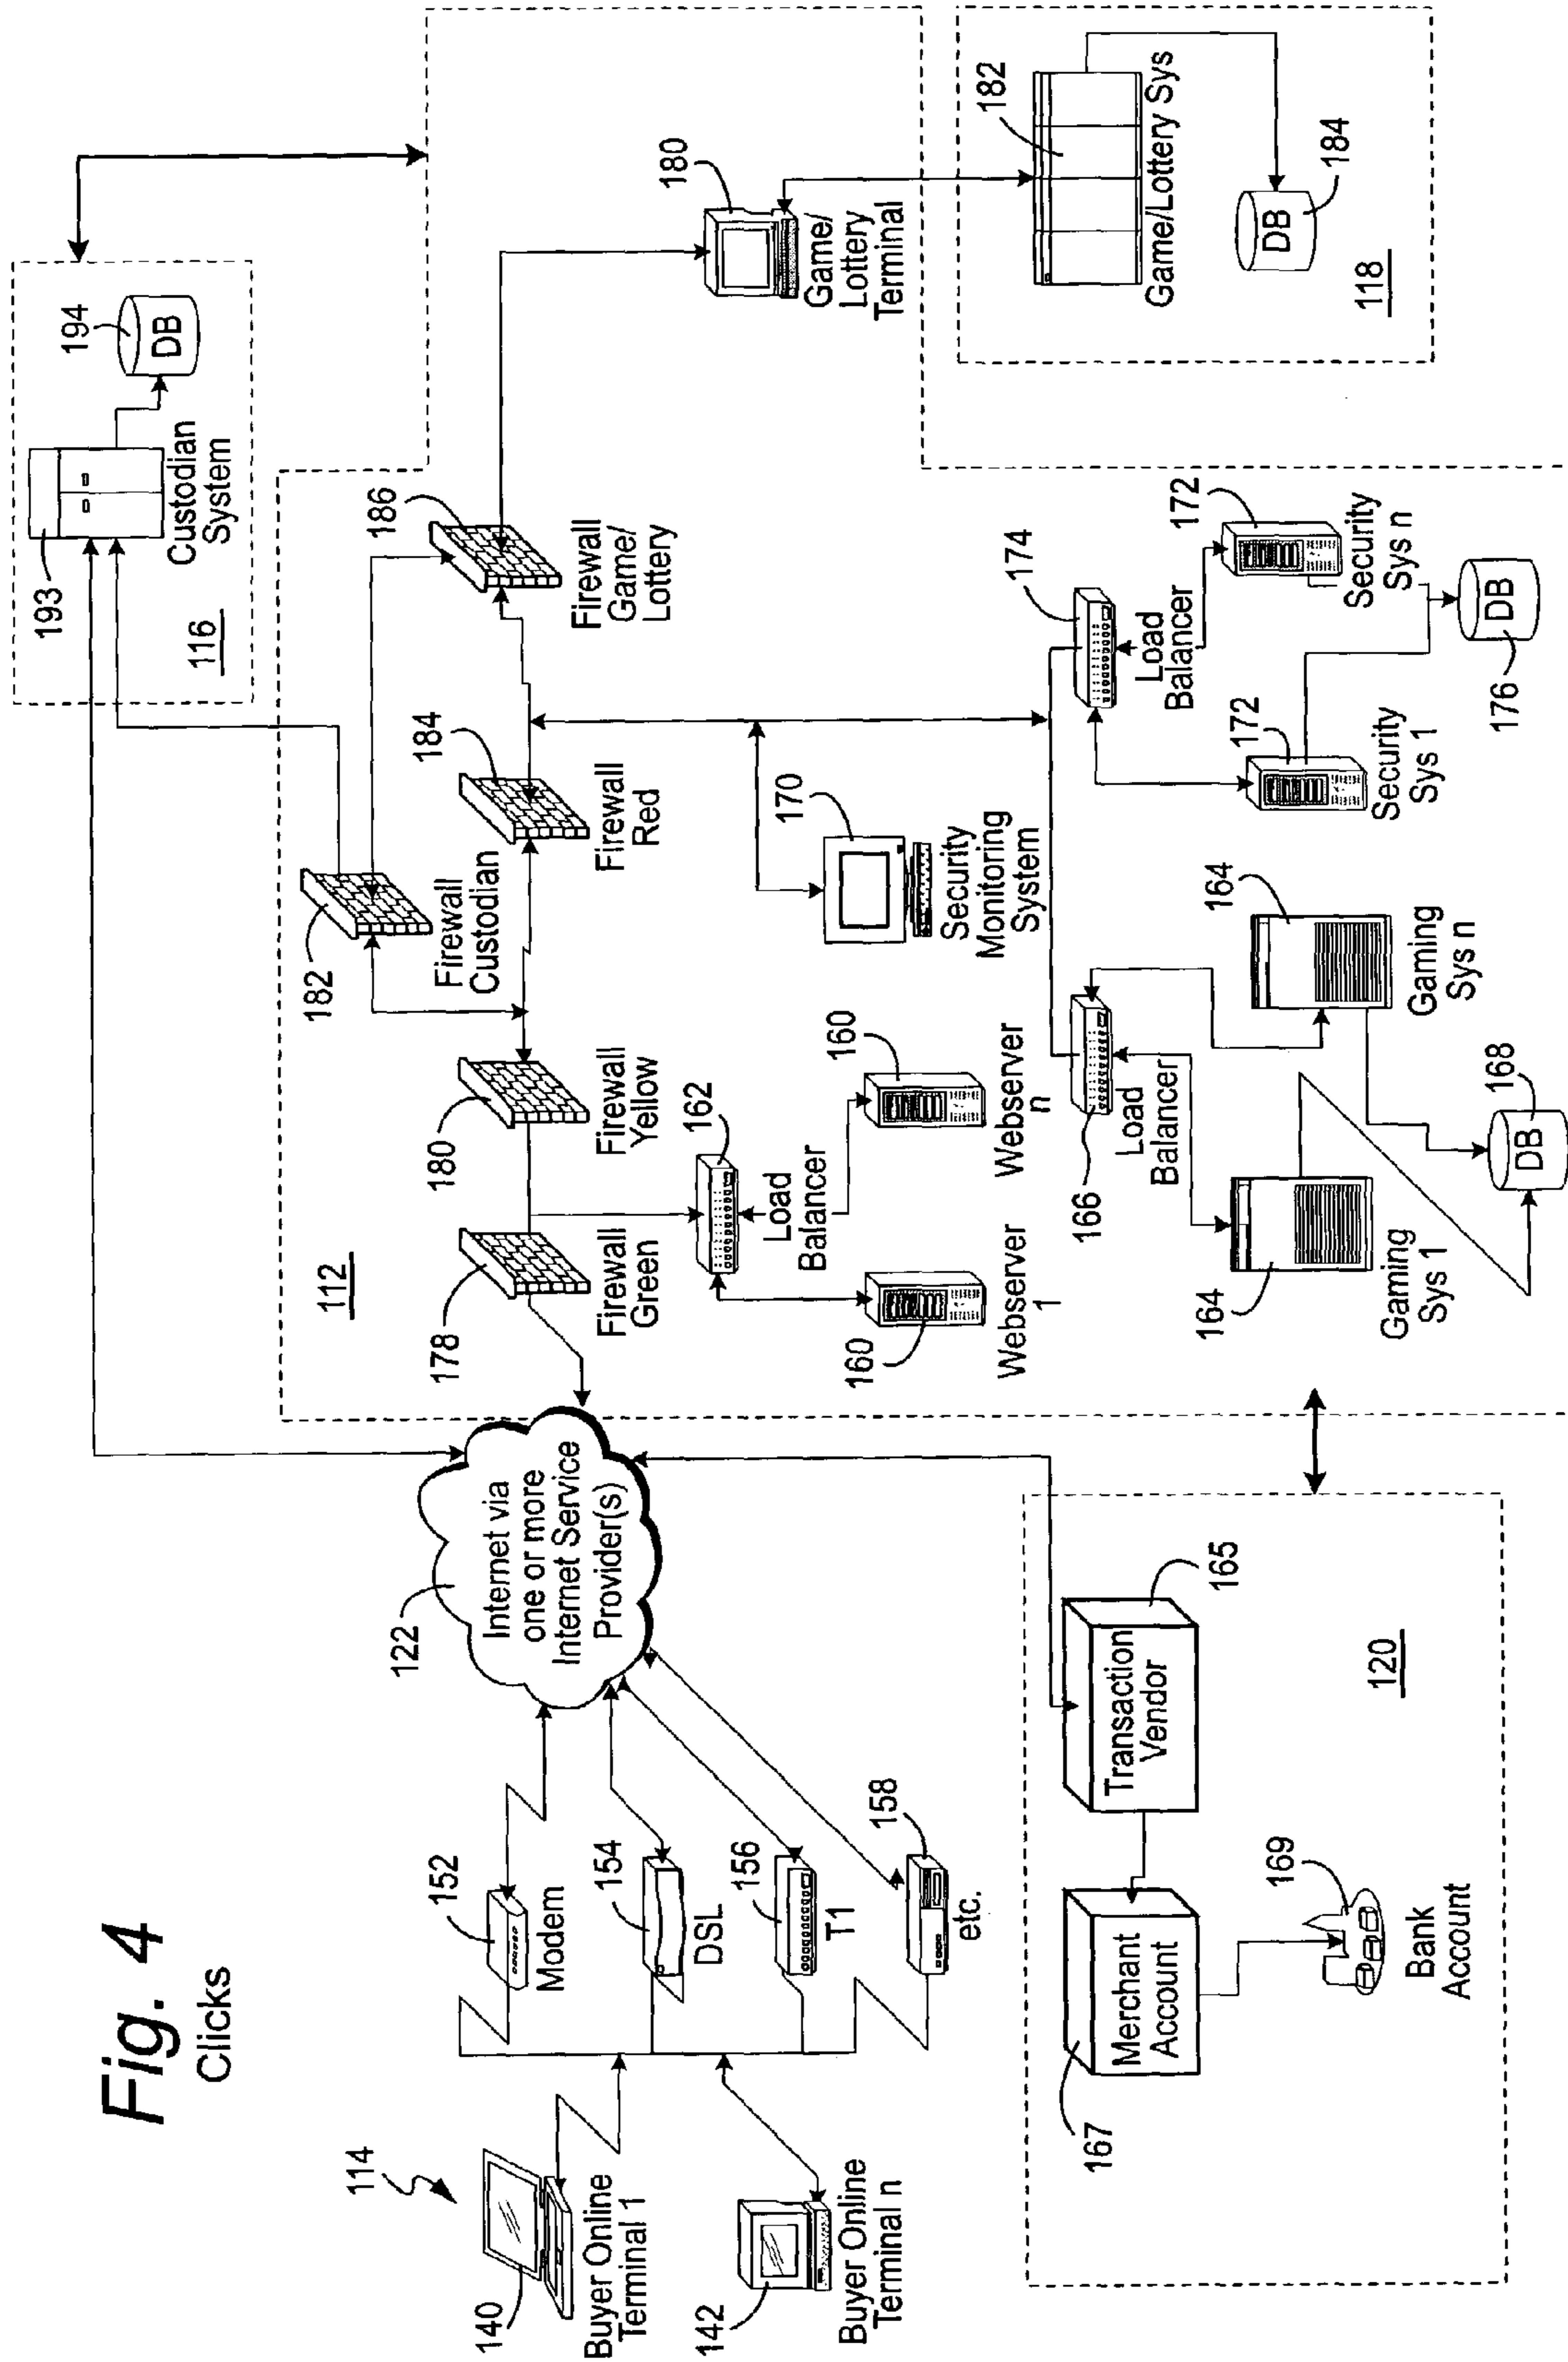 Fig. 4
Clicks
114
140
Buyer Online
Terminal 1
142
Buyer Online
Terminal n
152
Modem
154
DSL
156
T1
158
etc.
122
Internet via
one or more
Internet Service
Provider(s)
193
194
DB
Custodian
System
116
112
178
Firewall
Green
180
Firewall
Yellow
182
Firewall
Custodian
184
Firewall
Red
186
Firewall
Game/
Lottery
180
Game/
Lottery
Terminal
162
Load
Balancer
160
Webserver
1
160
Webserver
n
170
Security
Monitoring
System
166
Load
Balancer
164
Gaming
Sys 1
164
Gaming
Sys n
168
DB
174
Load
Balancer
172
Security
Sys 1
172
Security
Sys n
176
DB
182
Game/Lottery Sys
DB
184
118
167
Merchant
Account
Transaction
Vendor
165
169
Bank
Account
120